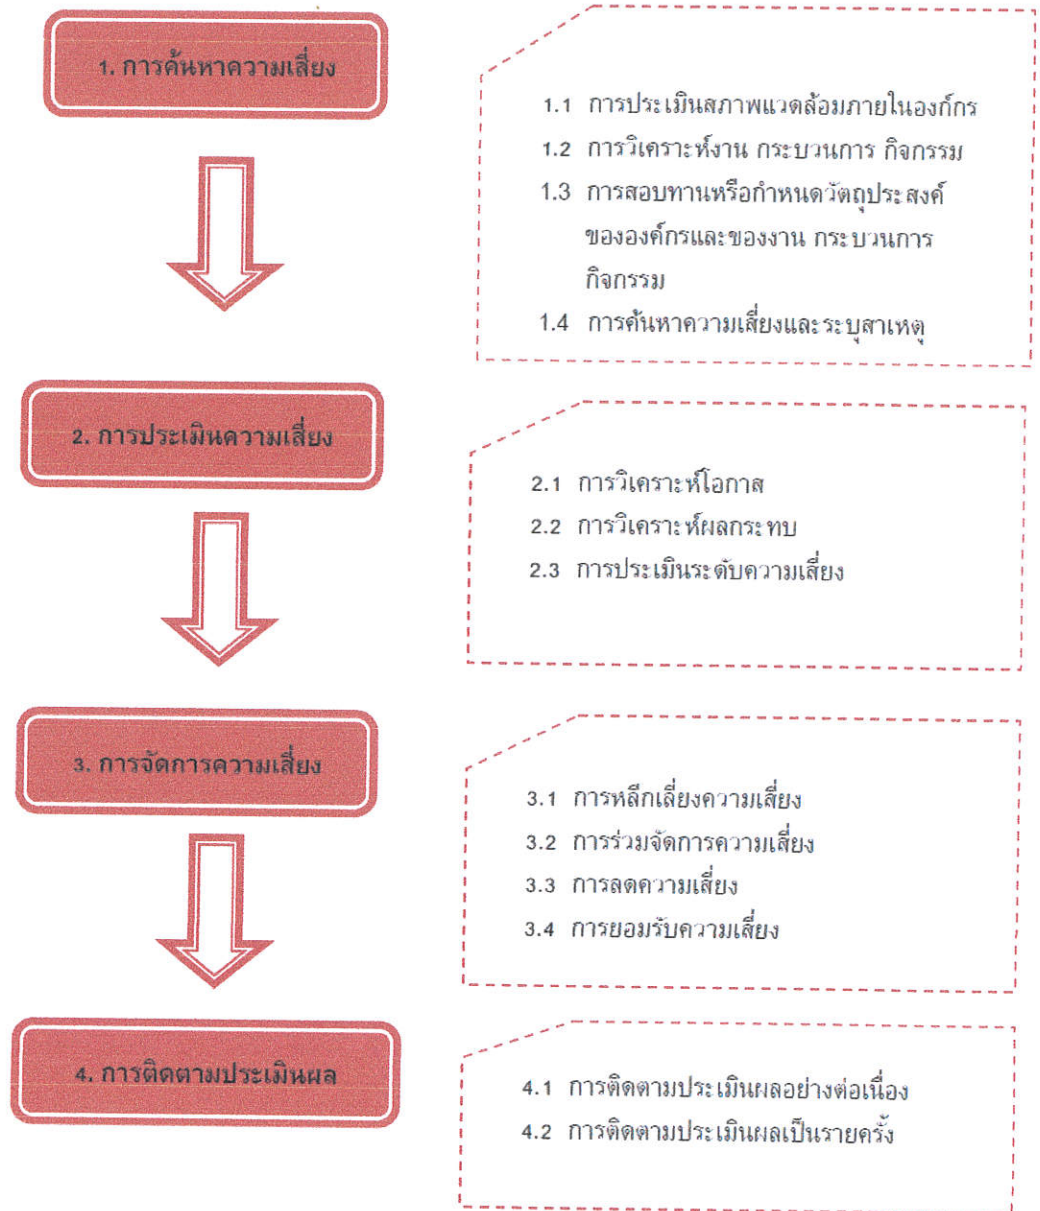 1. การค้นหาความเสี่ยง
1.1 การประเมินสภาพแวดล้อมภายในองก์กร
1.2 การวิเคราะห์งาน กระบวนการ กิจกรรม
1.3 การสอบทานหรือกำหนดวัตถุประสงค์
ขององค์กรและของงาน กระบวนการ
กิจกรรม
1.4 การค้นหาความเสี่ยงและระบุสาเหตุ
2. การประเมินความเสี่ยง
2.1 การวิเคราะห์โอกาส
2.2 การวิเคราะห์ผลกระทบ
2.3 การประเมินระดับความเสี่ยง
3. การจัดการความเสี่ยง
3.1 การหลีกเลี่ยงความเสี่ยง
3.2 การร่วมจัดการความเสี่ยง
3.3 การลดความเสี่ยง
3.4 การยอมรับความเสี่ยง
4. การติดตามประเมินผล
4.1 การติดตามประเมินผลอย่างต่อเนื่อง
4.2 การติดตามประเมินผลเป็นรายครั้ง